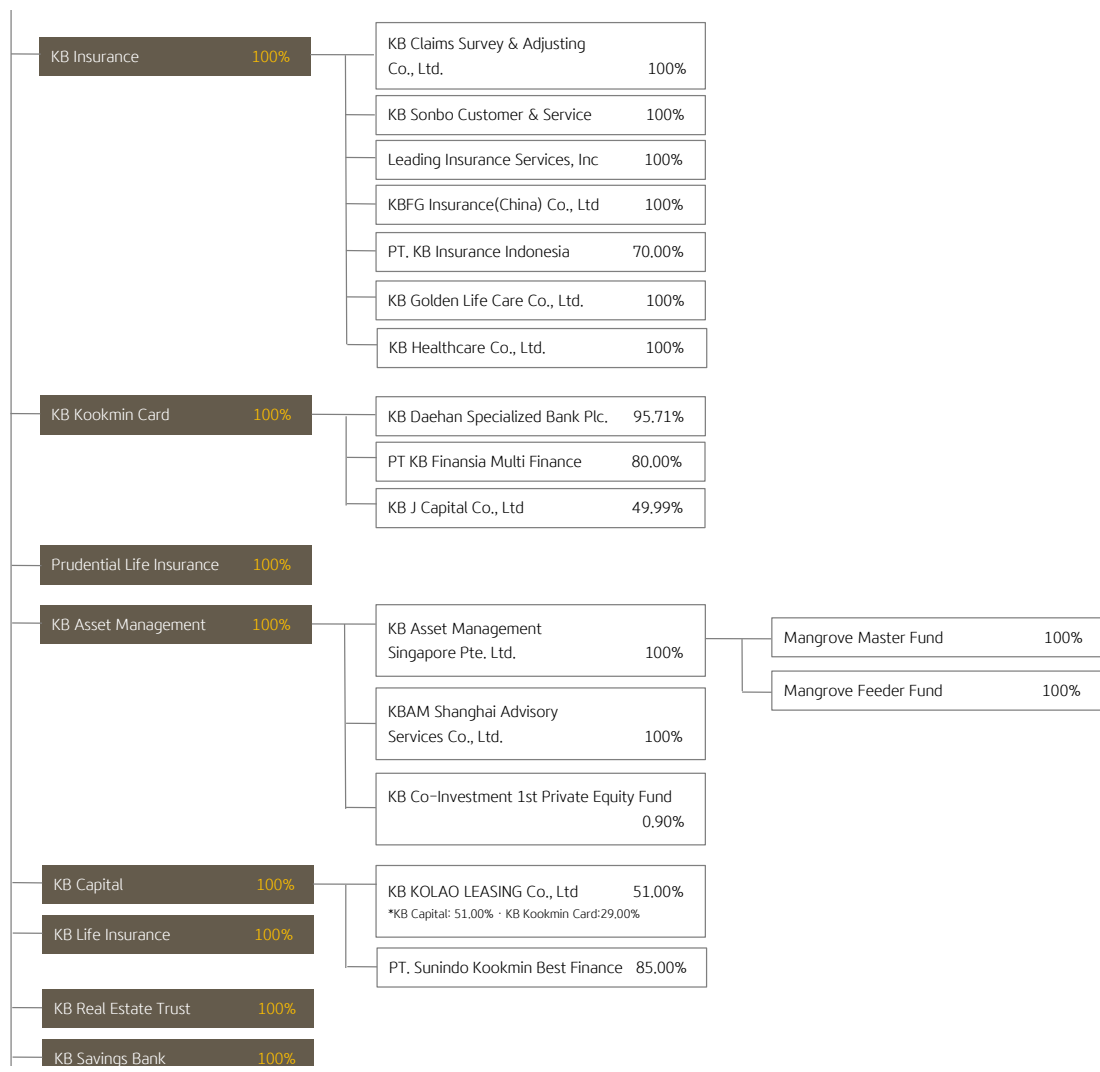 KB Insurance 100%
KB Claims Survey & Adjusting
Co., Ltd. 100%
KB Sonbo Customer & Service 100%
Leading Insurance Services, Inc 100%
KBFG Insurance(China) Co., Ltd 100%
PT. KB Insurance Indonesia 70.00%
KB Golden Life Care Co., Ltd. 100%
KB Healthcare Co., Ltd. 100%
KB Kookmin Card 100%
KB Daehan Specialized Bank Plc. 95.71%
PT KB Finansia Multi Finance 80.00%
KB J Capital Co., Ltd 49.99%
Prudential Life Insurance 100%
KB Asset Management 100%
KB Asset Management
Singapore Pte. Ltd. 100%
Mangrove Master Fund 100%
Mangrove Feeder Fund 100%
KBAM Shanghai Advisory
Services Co., Ltd. 100%
KB Co-Investment 1st Private Equity Fund
0.90%
KB Capital 100%
KB KOLAO LEASING Co., Ltd 51.00%
*KB Capital: 51.00% · KB Kookmin Card:29.00%
PT. Sunindo Kookmin Best Finance 85.00%
KB Life Insurance 100%
KB Real Estate Trust 100%
KB Savings Bank 100%